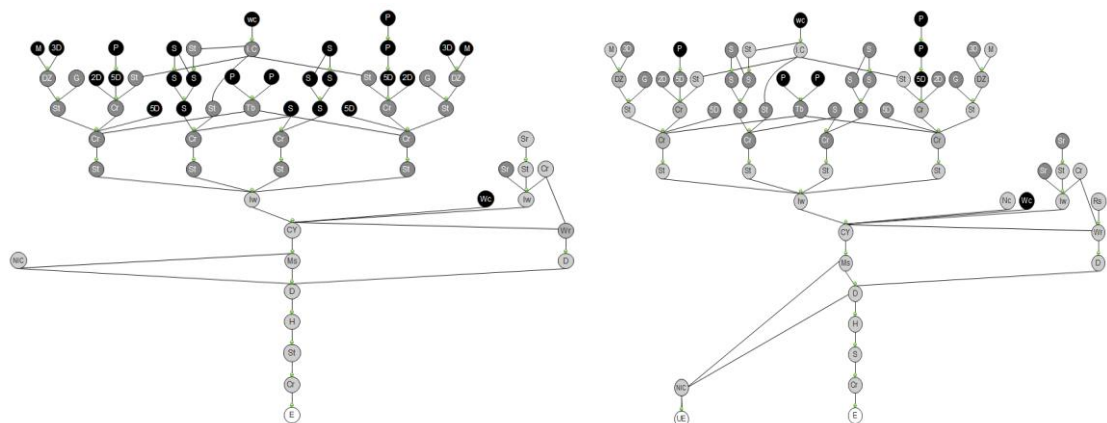 wc P
M 3D P S St I.C S P 3D M
DZ G 2D 5D St S S P P S S St 5D 2D G DZ
St Cr 5D S St Tb S S 5D Ct St
Cr Cr Cr Cr Sr
St St St St Sr St Cr
Iw Wc Iw
CY Wr
NIC Ms D
D
H
St
Cr
E
wc P
M 3D P S St I.C S P 3D M
DZ G 2D 5D St S S P P S S St 5D 2D G DZ
St Cr 5D S St Tb S S 5D Cr St
Cr Cr Cr Cr Sr
St St St St Sr St Ct
Iw Nc Wc Iw Rs
CY Wr
Ms D
D
H
S
NIC Cr
UE E